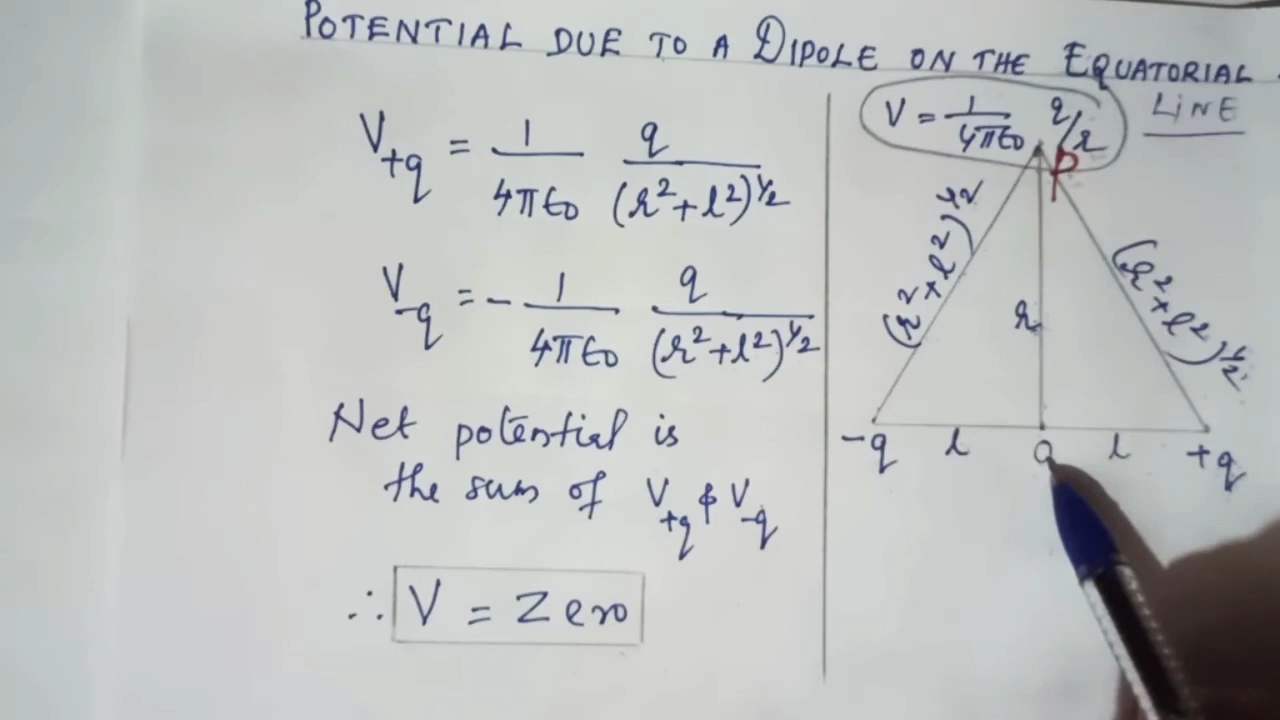 POTENTIAL DUE TO A DIPOLE ON THE EQUATORIAL LINE
V+q = 1/4πε0 q/(r²+l²)^1/2
V-q = - 1/4πε0 q/(r²+l²)^1/2
Net potential is
the sum of V+q & V-q
∴ V = Zero
V = 1/4πε0 q/r
P
(r²+l²)^1/2
(r²+l²)^1/2
r
-q l O l +q